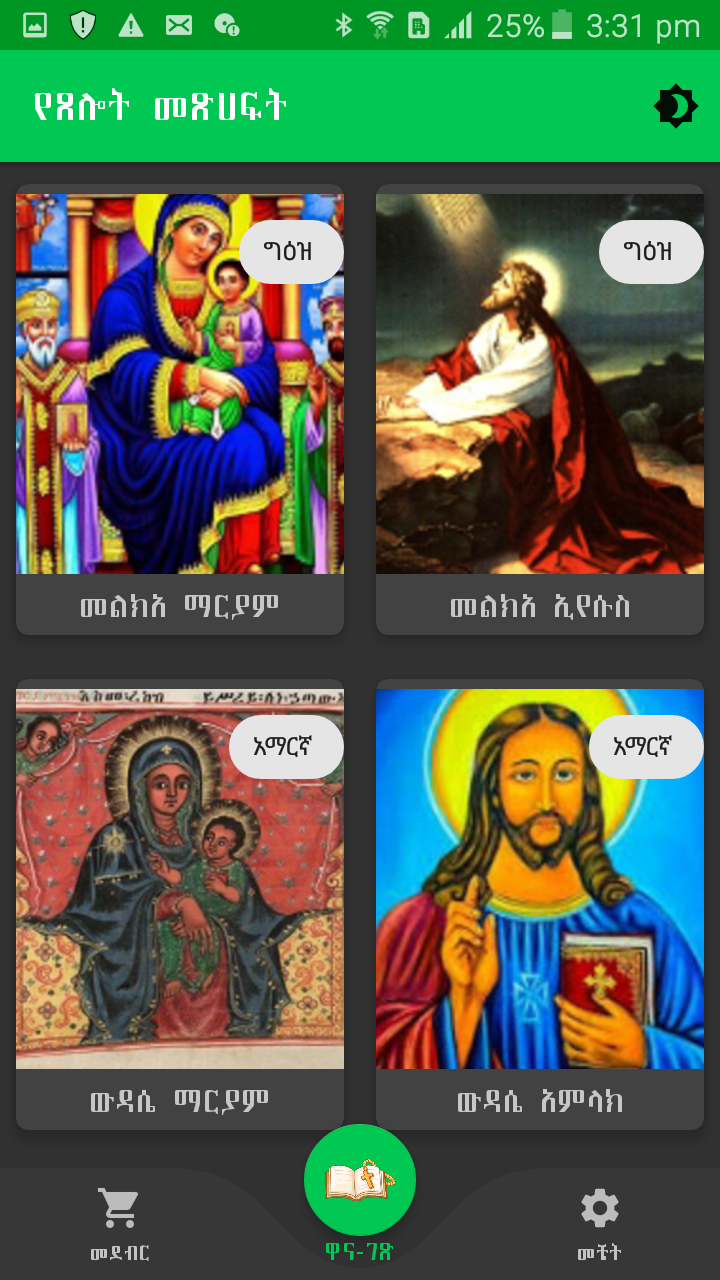 25% 3:31 pm
የጸሎት መጽሀፍት
ግዕዝ
ግዕዝ
መልክአ ማርያም
መልክአ ኢየሱስ
አማርኛ
አማርኛ
ውዳሴ ማርያም
ውዳሴ አምላክ
መደብር
ዋና-ገጽ
መቼት